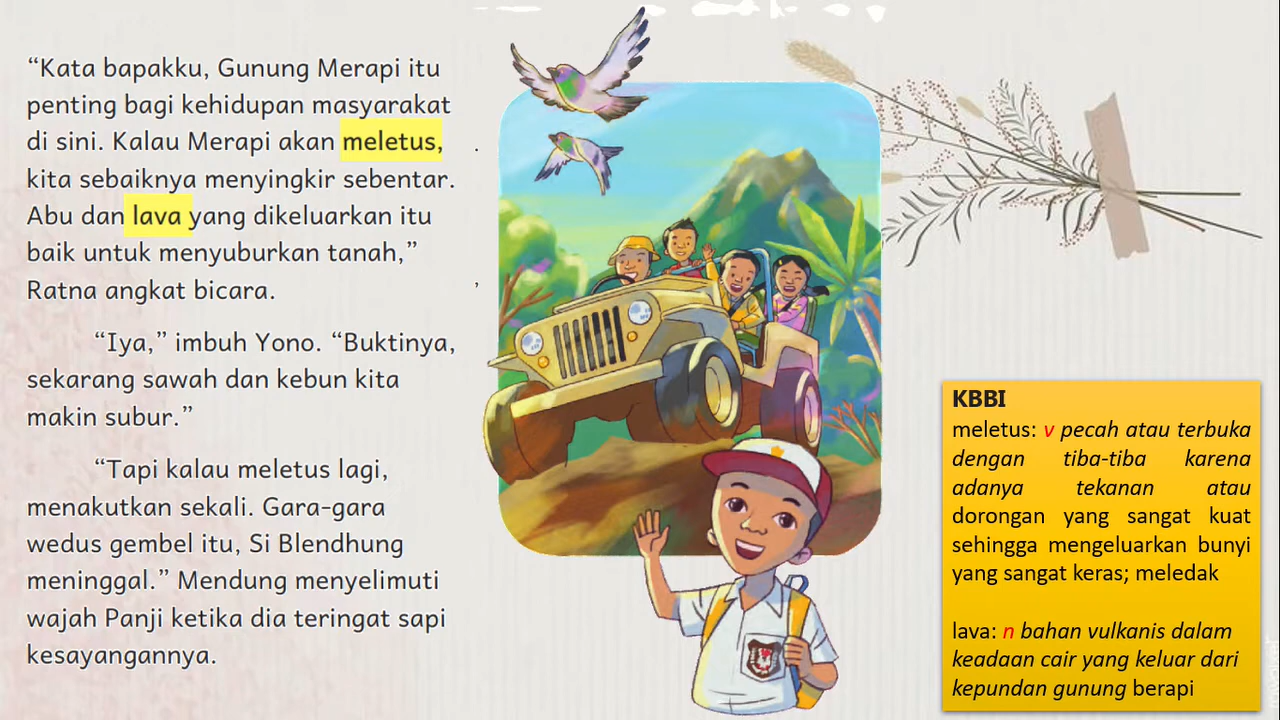 “Kata bapakku, Gunung Merapi itu
penting bagi kehidupan masyarakat
di sini. Kalau Merapi akan meletus,
kita sebaiknya menyingkir sebentar.
Abu dan lava yang dikeluarkan itu
baik untuk menyuburkan tanah,”
Ratna angkat bicara.
“Iya,” imbuh Yono. “Buktinya,
sekarang sawah dan kebun kita
makin subur.”
“Tapi kalau meletus lagi,
menakutkan sekali. Gara-gara
wedus gembel itu, Si Blendhung
meninggal.” Mendung menyelimuti
wajah Panji ketika dia teringat sapi
kesayangannya.
KBBI
meletus: v pecah atau terbuka
dengan tiba-tiba karena
adanya tekanan atau
dorongan yang sangat kuat
sehingga mengeluarkan bunyi
yang sangat keras; meledak
lava: n bahan vulkanis dalam
keadaan cair yang keluar dari
kepundan gunung berapi